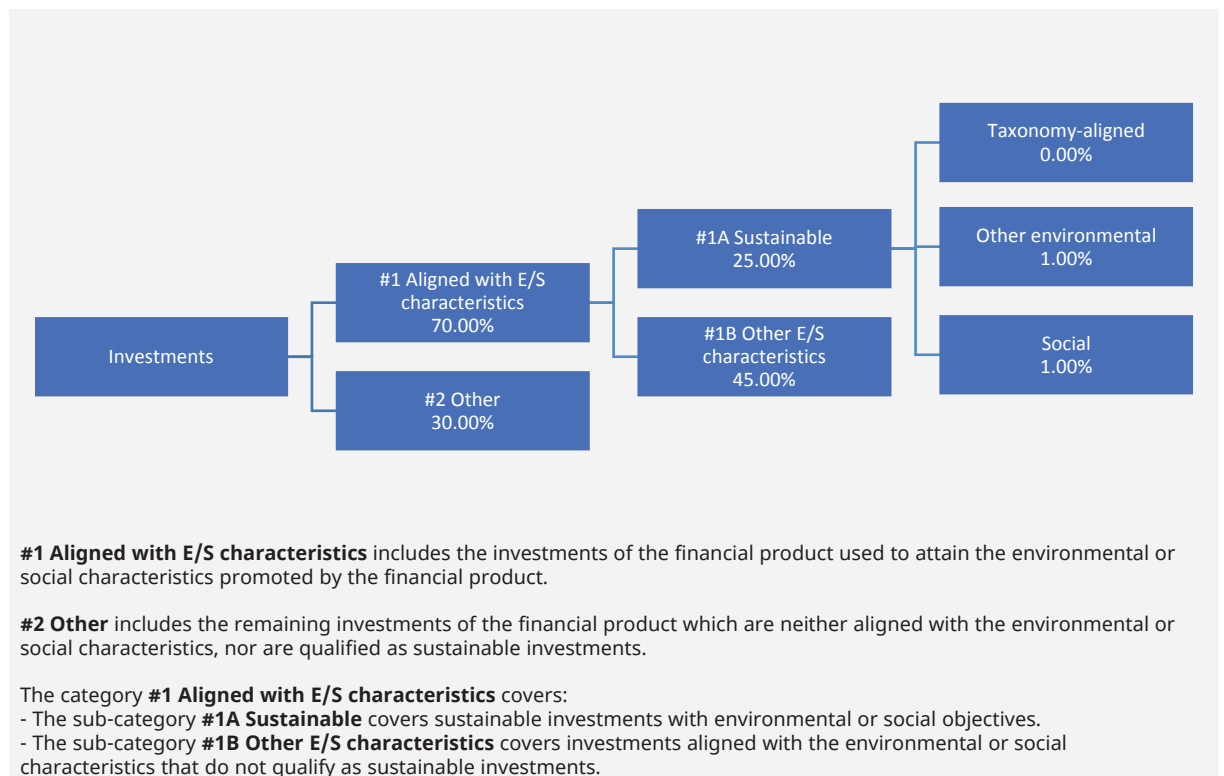 Investments
#1 Aligned with E/S
characteristics
70.00%
#2 Other
30.00%
#1A Sustainable
25.00%
#1B Other E/S
characteristics
45.00%
Taxonomy-aligned
0.00%
Other environmental
1.00%
Social
1.00%
#1 Aligned with E/S characteristics includes the investments of the financial product used to attain the environmental or
social characteristics promoted by the financial product.
#2 Other includes the remaining investments of the financial product which are neither aligned with the environmental or
social characteristics, nor are qualified as sustainable investments.
The category #1 Aligned with E/S characteristics covers:
- The sub-category #1A Sustainable covers sustainable investments with environmental or social objectives.
- The sub-category #1B Other E/S characteristics covers investments aligned with the environmental or social
characteristics that do not qualify as sustainable investments.